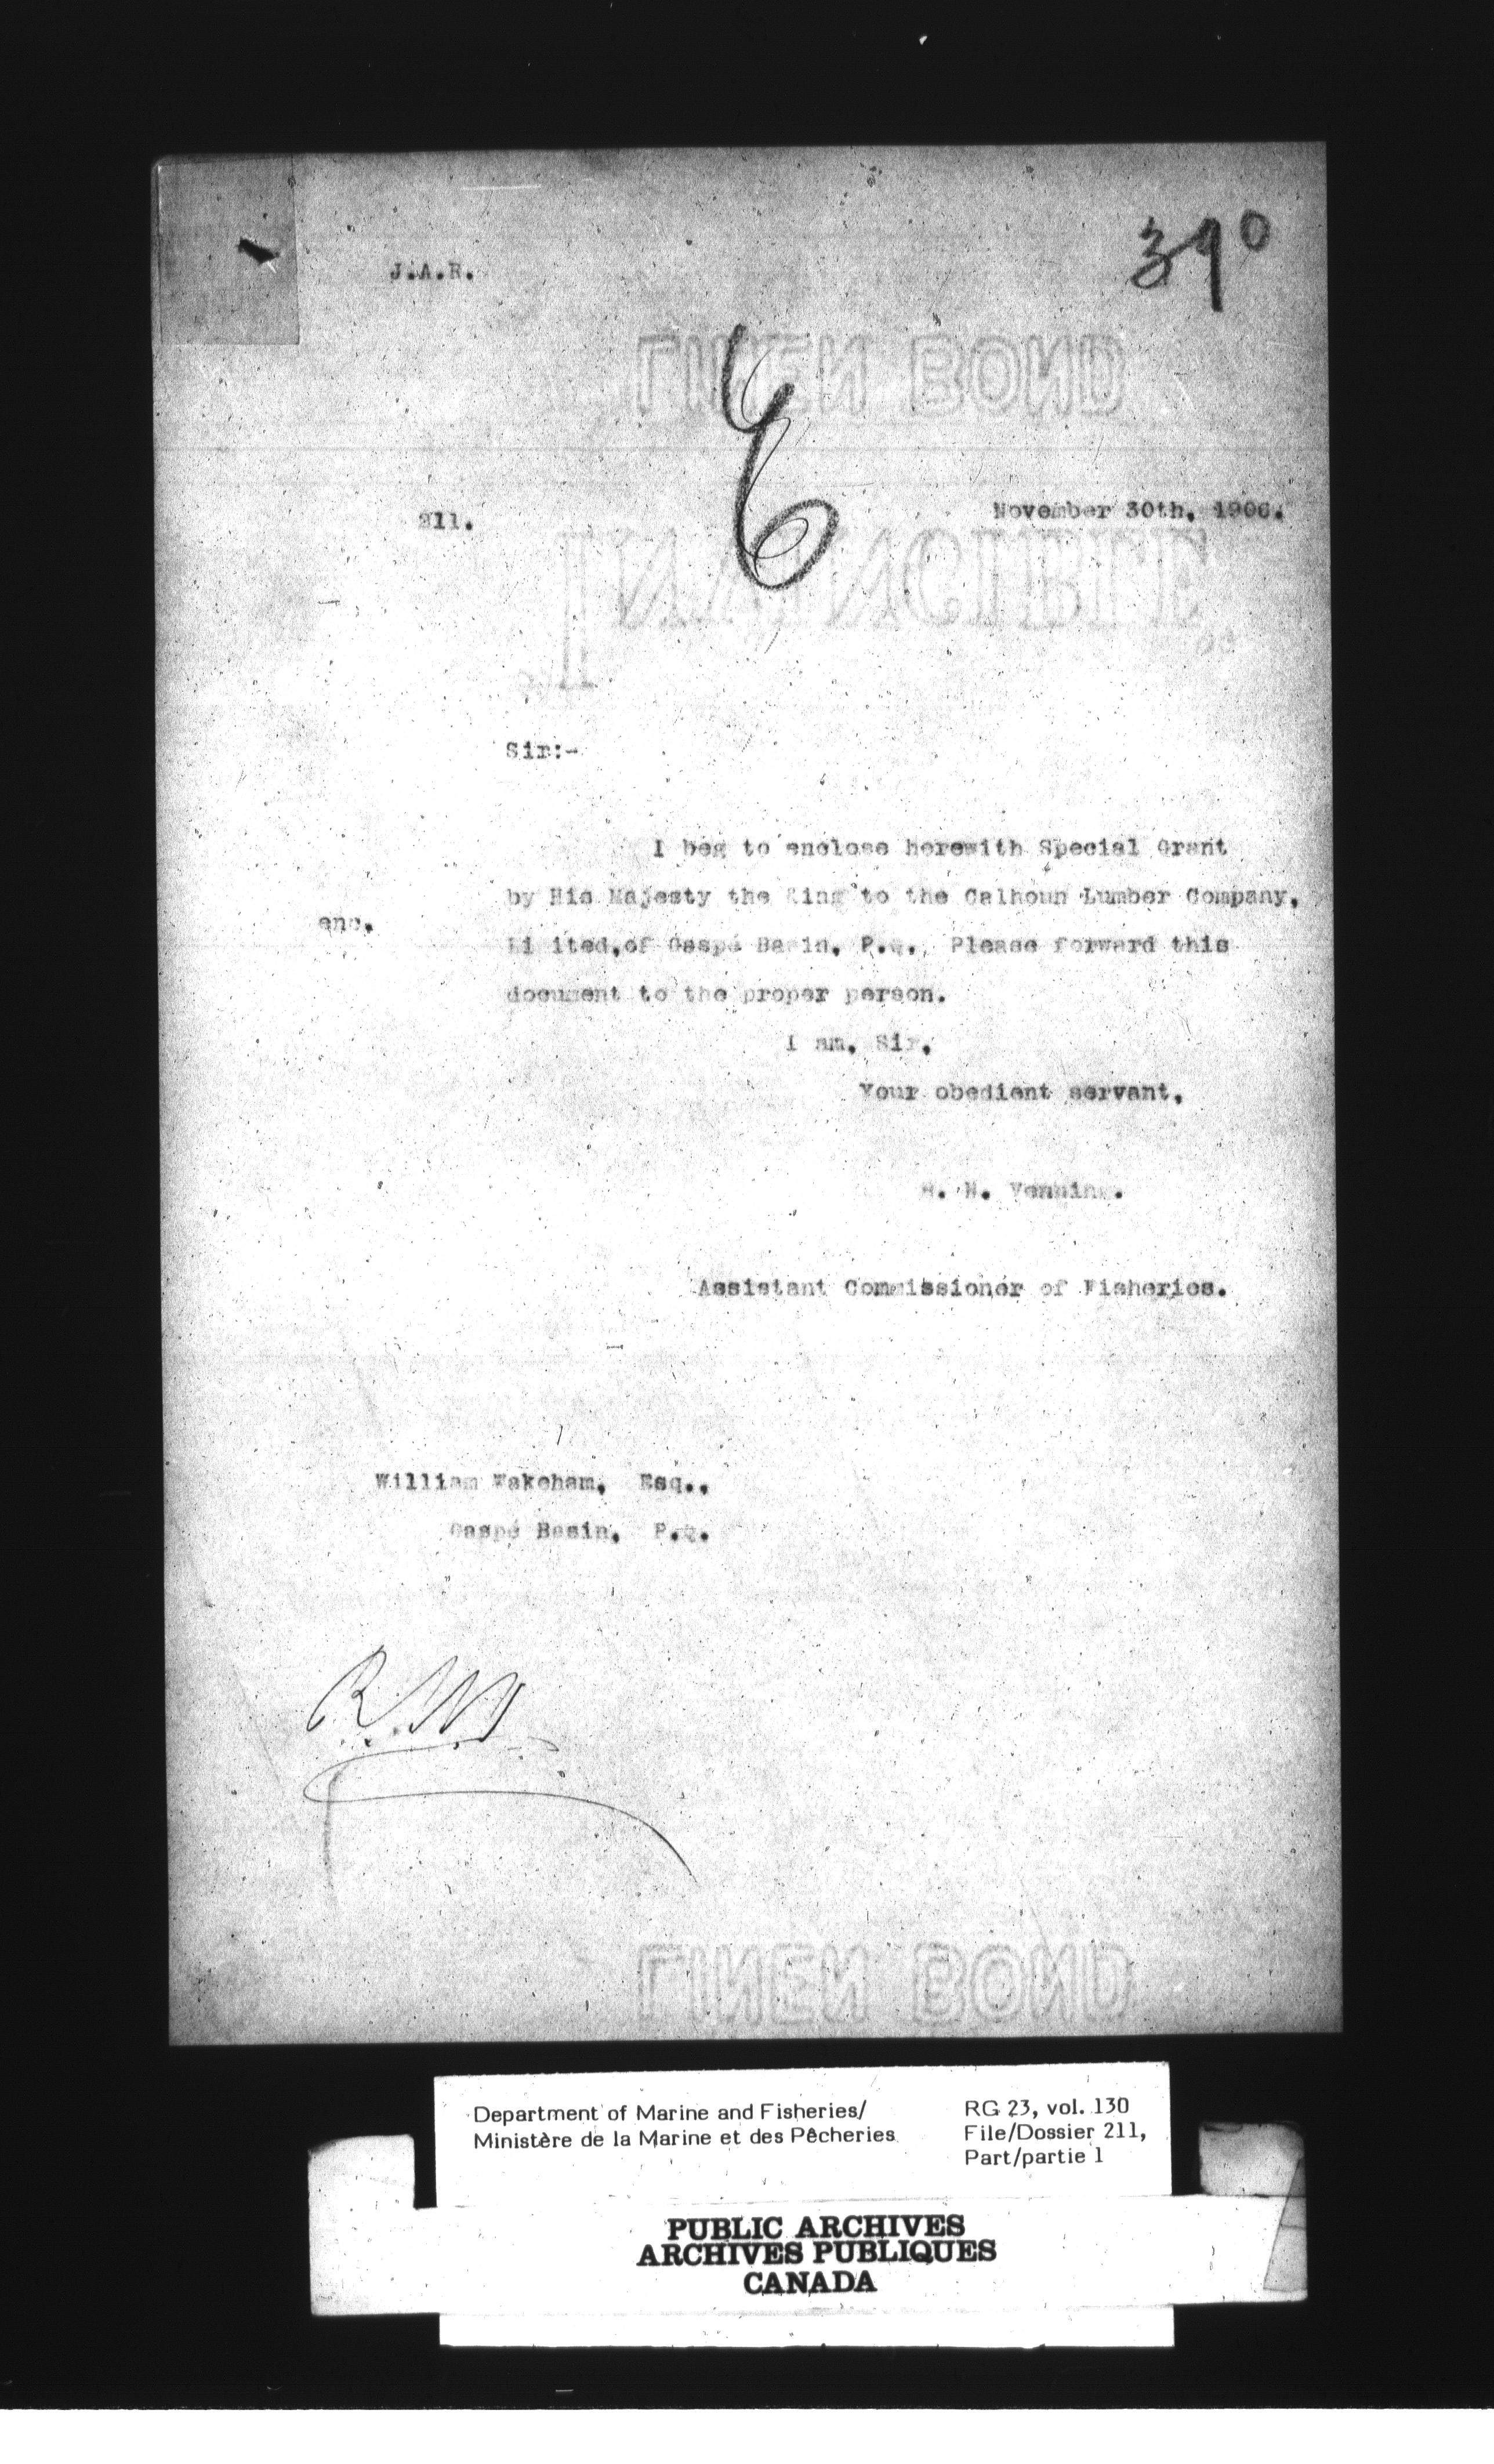 J.A.R.
390
E
LINEN BOND
211.
November 30th, 1906.
Sir:-
I beg to enclose herewith Special Grant
by His Majesty the King to the Calhoun Lumber Company,
enc.
Limited, of Gaspé Basin, P.Q., Please forward this
document to the proper person.
I am, Sir,
Your obedient servant,
R. N. Venning.
Assistant Commissioner of Fisheries.
William Wakeham, Esq.,
Gaspé Basin, P.Q.
LINEN BOND
Department of Marine and Fisheries/
Ministère de la Marine et des Pêcheries
RG 23, vol. 130
File/Dossier 211,
Part/partie 1
PUBLIC ARCHIVES
ARCHIVES PUBLIQUES
CANADA